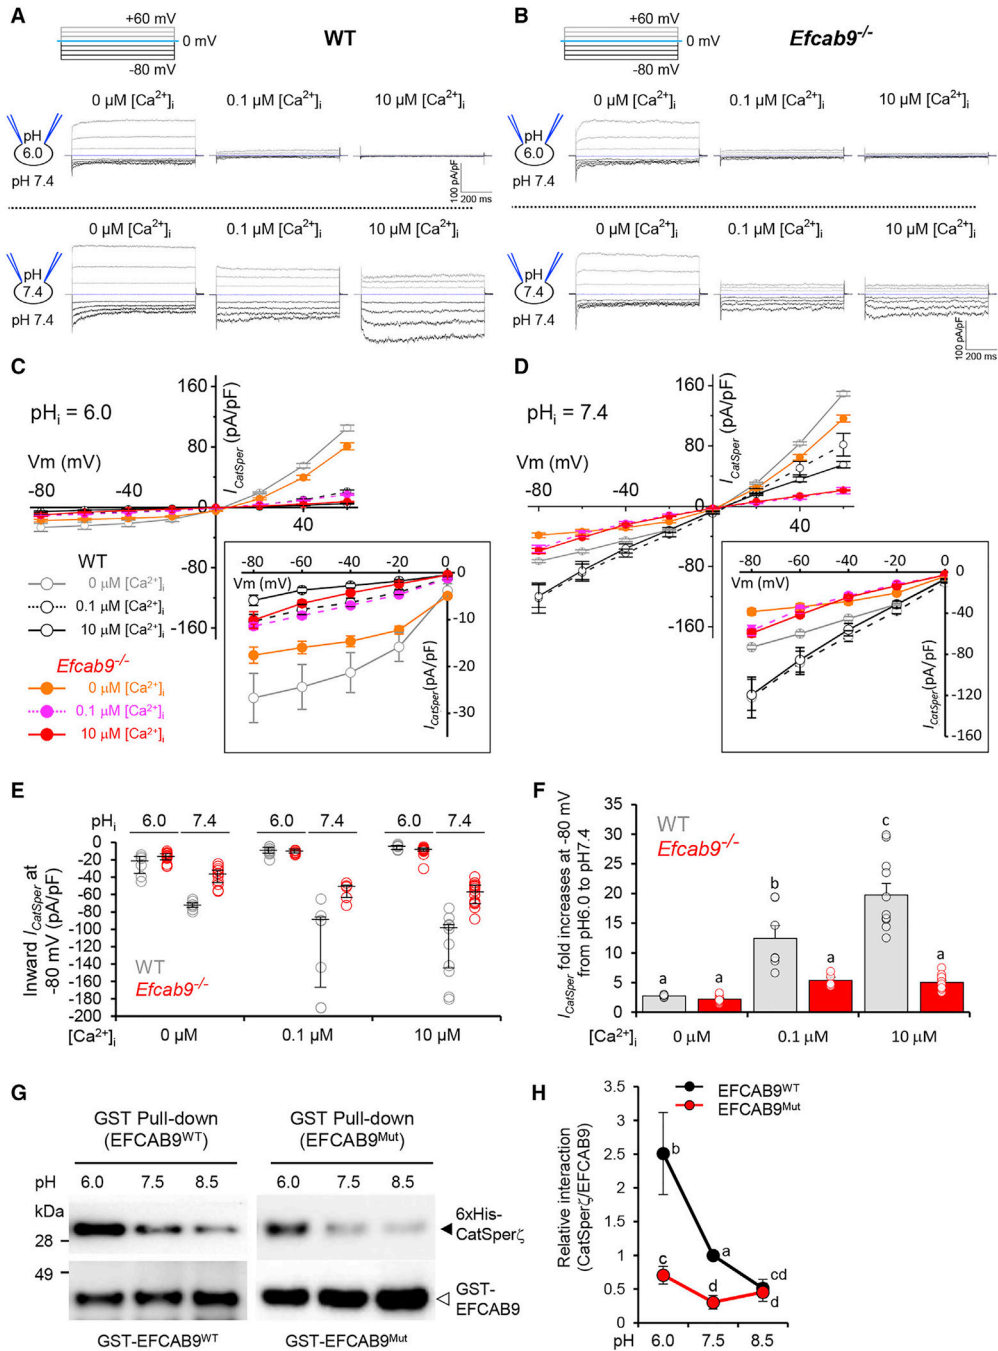 A
+60 mV
0 mV
-80 mV
WT
0 µM [Ca2+]i
0.1 µM [Ca2+]i
10 µM [Ca2+]i
pH
6.0
pH 7.4
100 pA/pF
200 ms
0 µM [Ca2+]i
0.1 µM [Ca2+]i
10 µM [Ca2+]i
pH
7.4
pH 7.4
B
+60 mV
0 mV
-80 mV
Efcab9-/-
0 µM [Ca2+]i
0.1 µM [Ca2+]i
10 µM [Ca2+]i
pH
6.0
pH 7.4
0 µM [Ca2+]i
0.1 µM [Ca2+]i
10 µM [Ca2+]i
pH
7.4
pH 7.4
100 pA/pF
200 ms
C
pHi = 6.0
160
80
0
-80
-160
ICatSper (pA/pF)
Vm (mV)
-80
-40
40
WT
0 µM [Ca2+]i
0.1 µM [Ca2+]i
10 µM [Ca2+]i
Efcab9-/-
0 µM [Ca2+]i
0.1 µM [Ca2+]i
10 µM [Ca2+]i
-80 -60 -40 -20 0
Vm (mV)
0
-10
-20
-30
ICatSper(pA/pF)
D
pHi = 7.4
160
80
0
-80
-160
ICatSper (pA/pF)
Vm (mV)
-80
-40
40
-80 -60 -40 -20 0
Vm (mV)
0
-40
-80
-120
-160
ICatSper(pA/pF)
E
pHi 6.0 7.4 6.0 7.4 6.0 7.4
Inward ICatSper at
-80 mV (pA/pF)
0
-20
-40
-60
-80
-100
-120
-140
-160
-180
-200
WT
Efcab9-/-
[Ca2+]i 0 µM 0.1 µM 10 µM
F
ICatSper fold increases at -80 mV
from pH6.0 to pH7.4
35
30
25
20
15
10
5
0
WT
Efcab9-/-
a a b a c a
[Ca2+]i 0 µM 0.1 µM 10 µM
G
GST Pull-down
(EFCAB9WT)
GST Pull-down
(EFCAB9Mut)
pH 6.0 7.5 8.5 6.0 7.5 8.5
kDa
28
49
6xHis-
CatSperζ
GST-
EFCAB9
GST-EFCAB9WT
GST-EFCAB9Mut
H
EFCAB9WT
EFCAB9Mut
Relative interaction
(CatSperζ/EFCAB9)
3.5
3
2.5
2
1.5
1
0.5
0
b
a
c
d
cd
d
pH 6.0 7.5 8.5